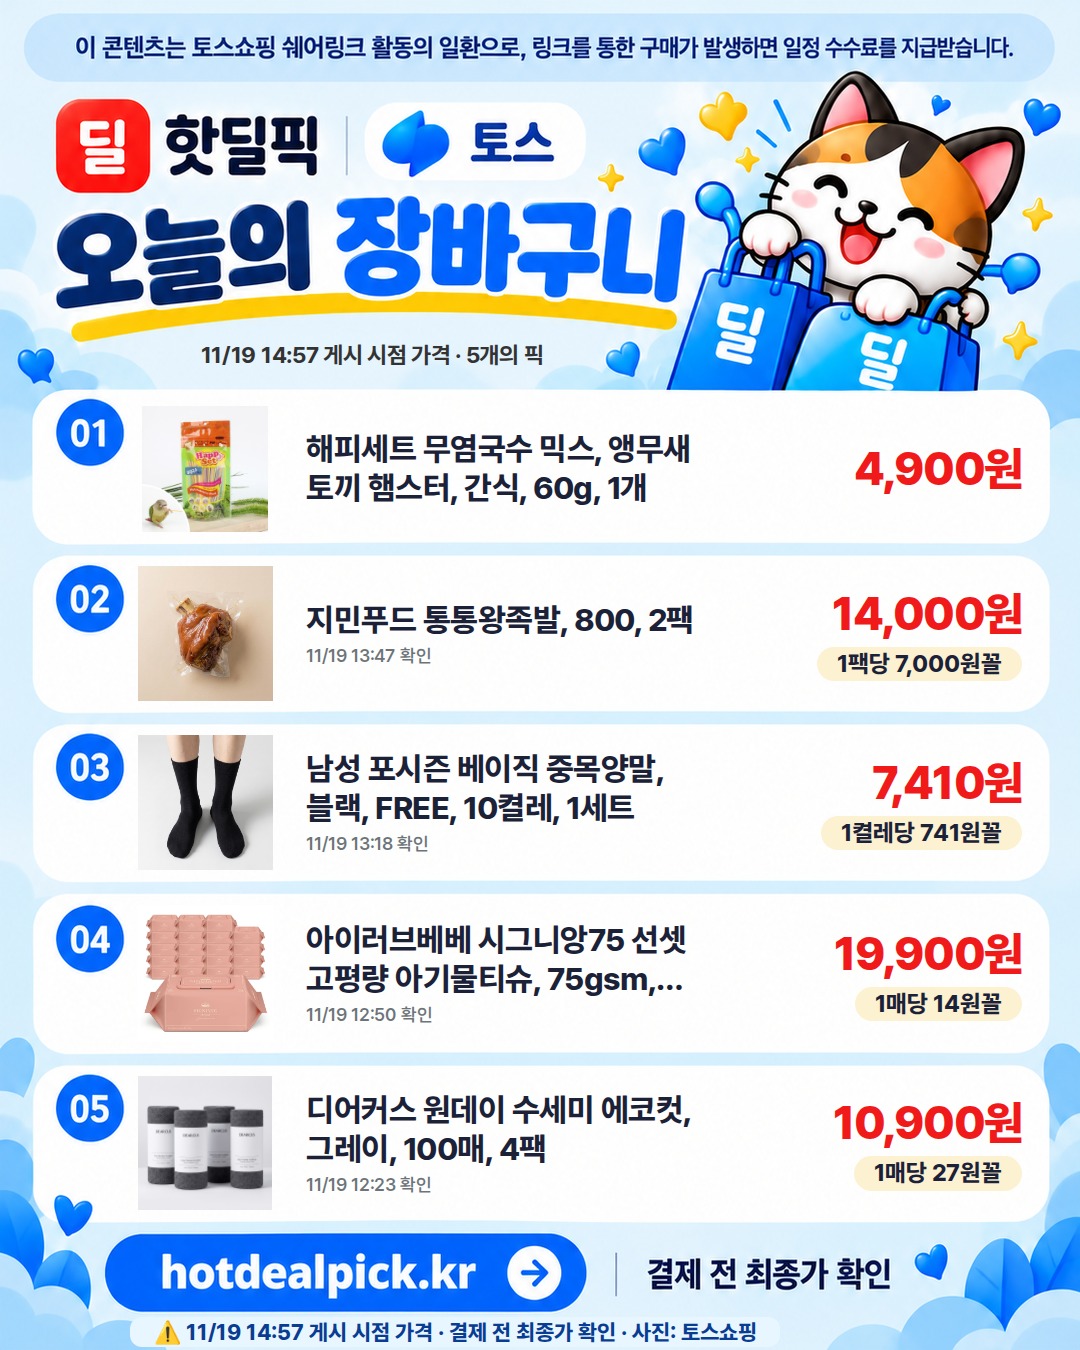 이 콘텐츠는 토스쇼핑 쉐어링크 활동의 일환으로, 링크를 통한 구매가 발생하면 일정 수수료를 지급받습니다.
딜 핫딜픽 토스
오늘의 장바구니
딜
딜
11/19 14:57 게시 시점 가격 · 5개의 픽
01
해피세트 무염국수 믹스, 앵무새
토끼 햄스터, 간식, 60g, 1개
4,900원
02
지민푸드 통통왕족발, 800, 2팩
11/19 13:47 확인
14,000원
1팩당 7,000원꼴
03
남성 포시즌 베이직 중목양말,
블랙, FREE, 10켤레, 1세트
11/19 13:18 확인
7,410원
1켤레당 741원꼴
04
아이러브베베 시그니앙75 선셋
고평량 아기물티슈, 75gsm,...
11/19 12:50 확인
19,900원
1매당 14원꼴
05
디어커스 원데이 수세미 에코컷,
그레이, 100매, 4팩
11/19 12:23 확인
10,900원
1매당 27원꼴
hotdealpick.kr
결제 전 최종가 확인
⚠️ 11/19 14:57 게시 시점 가격 · 결제 전 최종가 확인 · 사진: 토스쇼핑